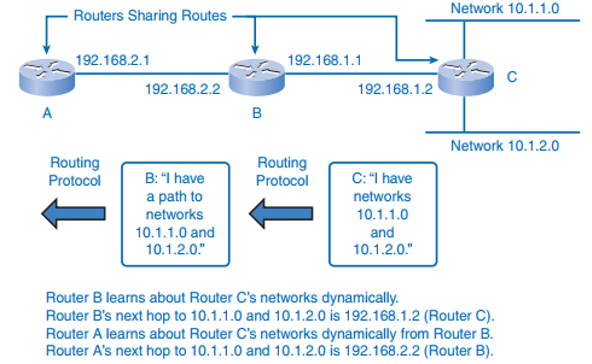 Network 10.1.1.0
Routers Sharing Routes
192.168.2.1
192.168.1.1
192.168.2.2
192.168.1.2
C
A
B
Network 10.1.2.0
Routing
Protocol
B: “I have
a path to
networks
10.1.1.0 and
10.1.2.0.”
Routing
Protocol
C: “I have
networks
10.1.1.0
and
10.1.2.0.”
Router B learns about Router C’s networks dynamically.
Router B’s next hop to 10.1.1.0 and 10.1.2.0 is 192.168.1.2 (Router C).
Router A learns about Router C’s networks dynamically from Router B.
Router A’s next hop to 10.1.1.0 and 10.1.2.0 is 192.168.2.2 (Router B).